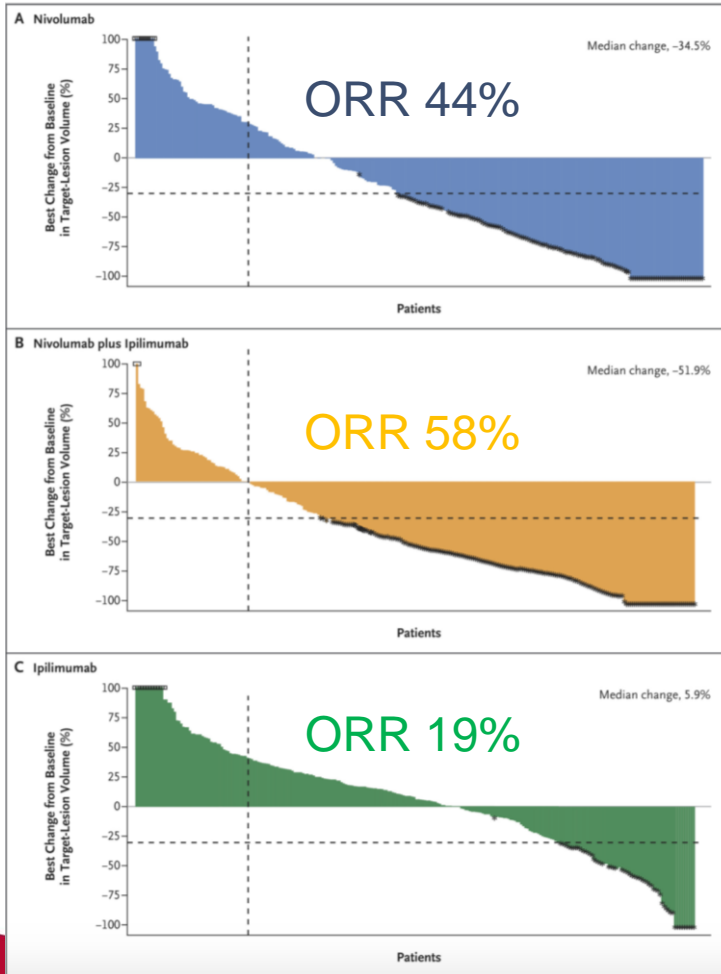 A Nivolumab
Median change, −34.5%
ORR 44%
Best Change from Baseline
in Target-Lesion Volume (%)
100
75
50
25
0
−25
−50
−75
−100
Patients
B Nivolumab plus Ipilimumab
Median change, −51.9%
ORR 58%
Best Change from Baseline
in Target-Lesion Volume (%)
100
75
50
25
0
−25
−50
−75
−100
Patients
C Ipilimumab
Median change, 5.9%
ORR 19%
Best Change from Baseline
in Target-Lesion Volume (%)
100
75
50
25
0
−25
−50
−75
−100
Patients